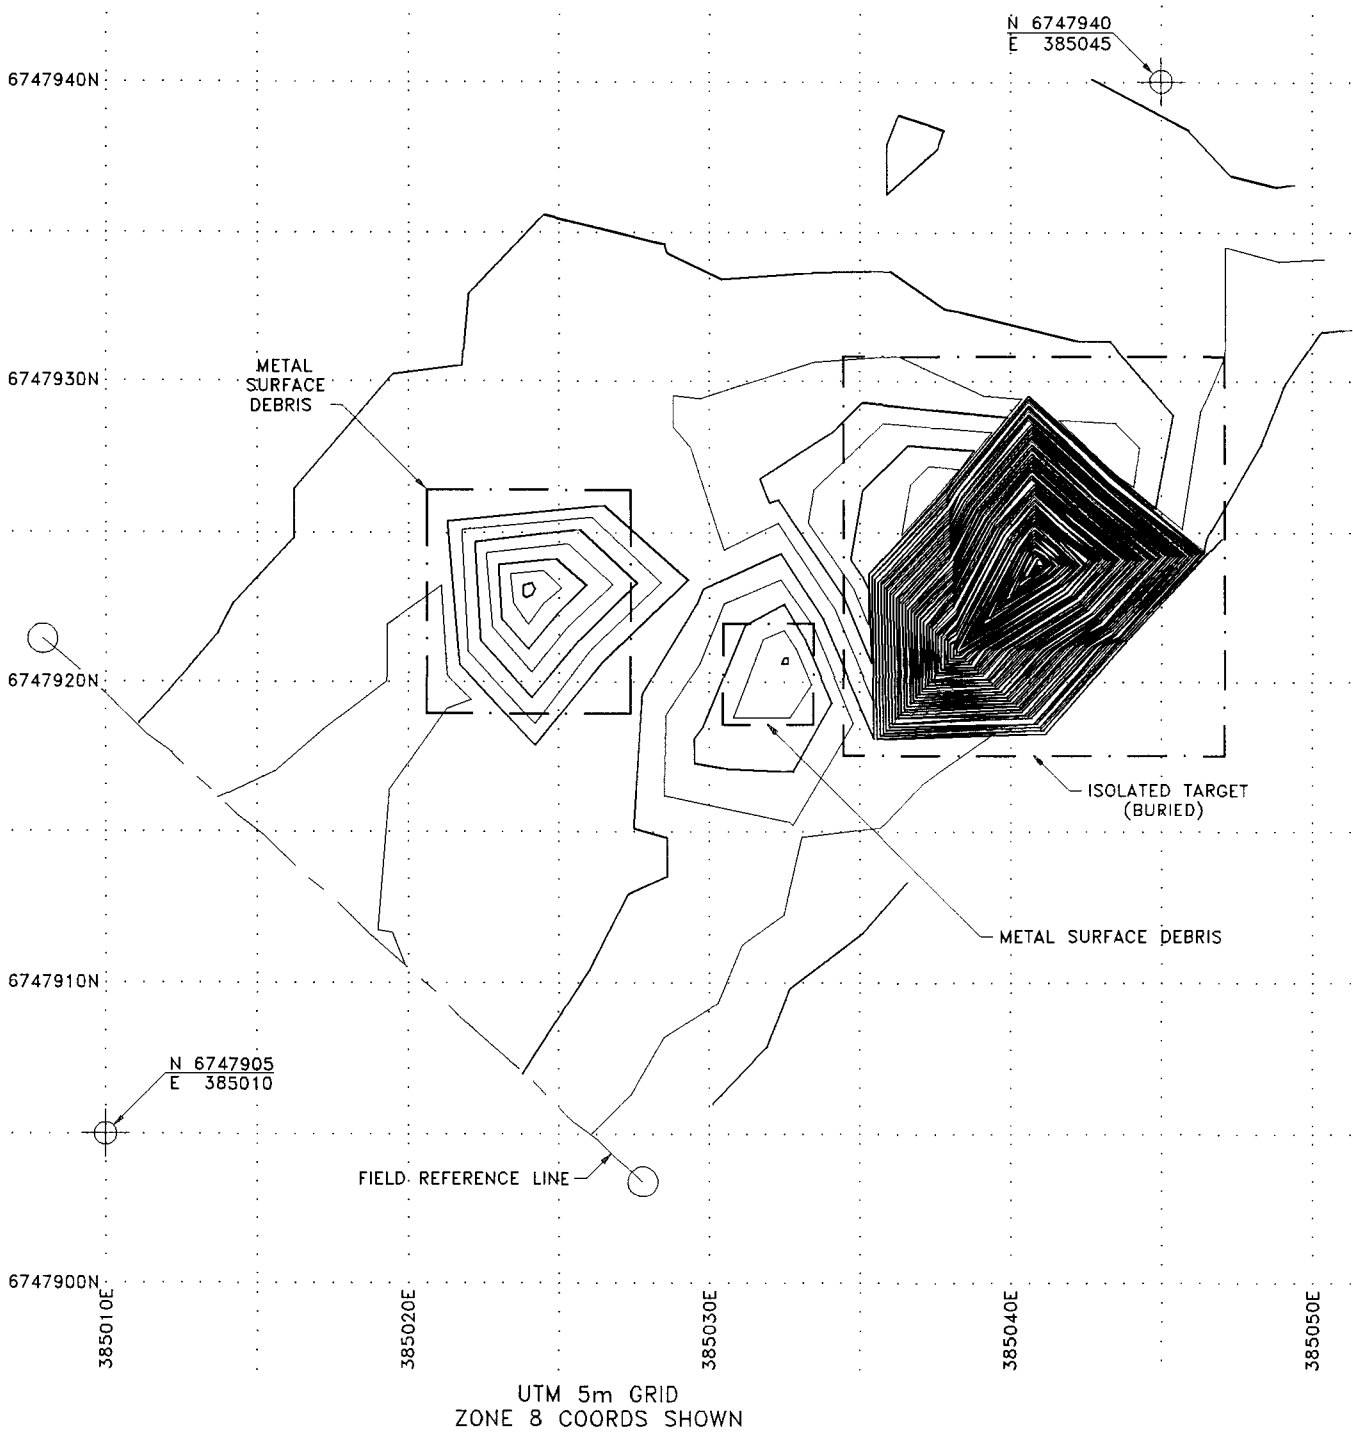 N 6747940
E 385045
6747940N
METAL
SURFACE
DEBRIS
6747930N
6747920N
ISOLATED TARGET
(BURIED)
METAL SURFACE DEBRIS
6747910N
N 6747905
E 385010
FIELD REFERENCE LINE
6747900N
385010E
385020E
385030E
385040E
385050E
UTM 5m GRID
ZONE 8 COORDS SHOWN